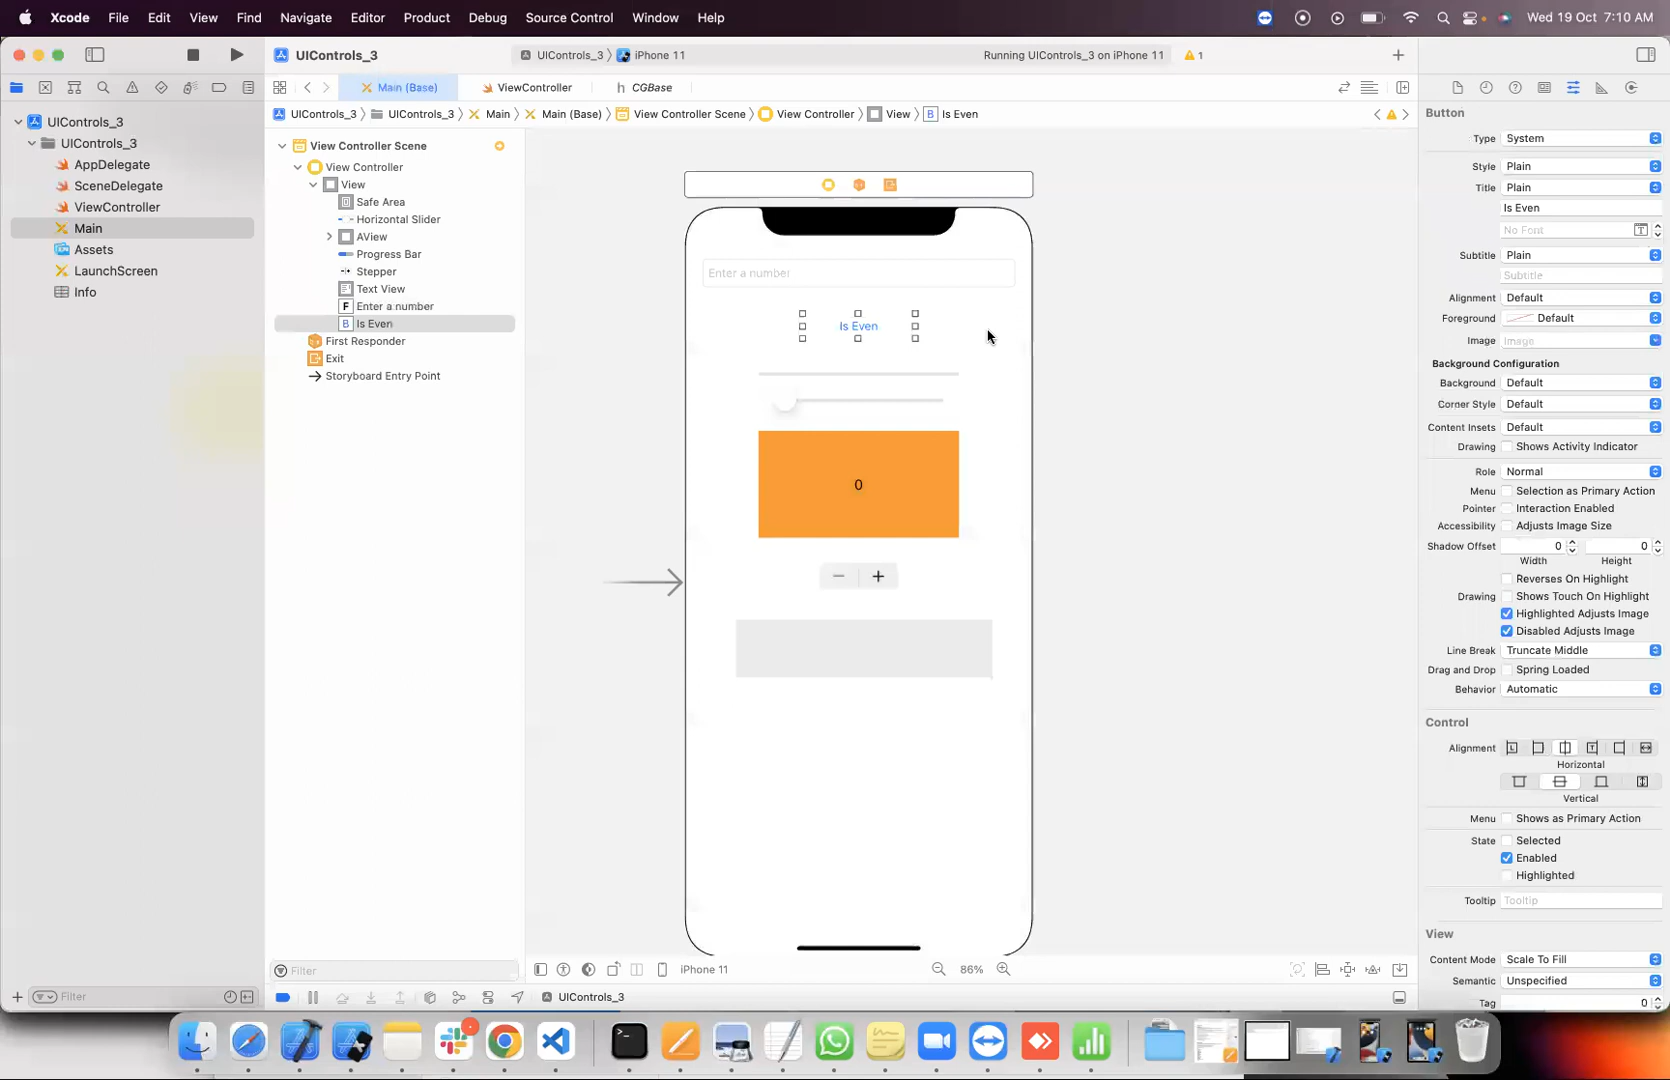 Xcode File Edit View Find Navigate Editor Product Debug Source Control Window Help Wed 19 Oct 7:10 AM
UIControls_3 UIControls_3 iPhone 11 Running UIControls_3 on iPhone 11 1
Main (Base) ViewController h CGBase
UIControls_3 UIControls_3 Main Main (Base) View Controller Scene View Controller View B Is Even
UIControls_3
UIControls_3
AppDelegate
SceneDelegate
ViewController
Main
Assets
LaunchScreen
Info
Filter
View Controller Scene
View Controller
View
Safe Area
Horizontal Slider
AView
Progress Bar
Stepper
Text View
F Enter a number
B Is Even
First Responder
Exit
Storyboard Entry Point
Filter
Enter a number
Is Even
0
iPhone 11 86%
UIControls_3
Button
Type System
Style Plain
Title Plain
Is Even
No Font T
Subtitle Plain
Subtitle
Alignment Default
Foreground Default
Image Image
Background Configuration
Background Default
Corner Style Default
Content Insets Default
Drawing Shows Activity Indicator
Role Normal
Menu Selection as Primary Action
Pointer Interaction Enabled
Accessibility Adjusts Image Size
Shadow Offset 0 0
Width Height
Reverses On Highlight
Drawing Shows Touch On Highlight
Highlighted Adjusts Image
Disabled Adjusts Image
Line Break Truncate Middle
Drag and Drop Spring Loaded
Behavior Automatic
Control
Alignment
Horizontal
Vertical
Menu Shows as Primary Action
State Selected
Enabled
Highlighted
Tooltip Tooltip
View
Content Mode Scale To Fill
Semantic Unspecified
Tag 0